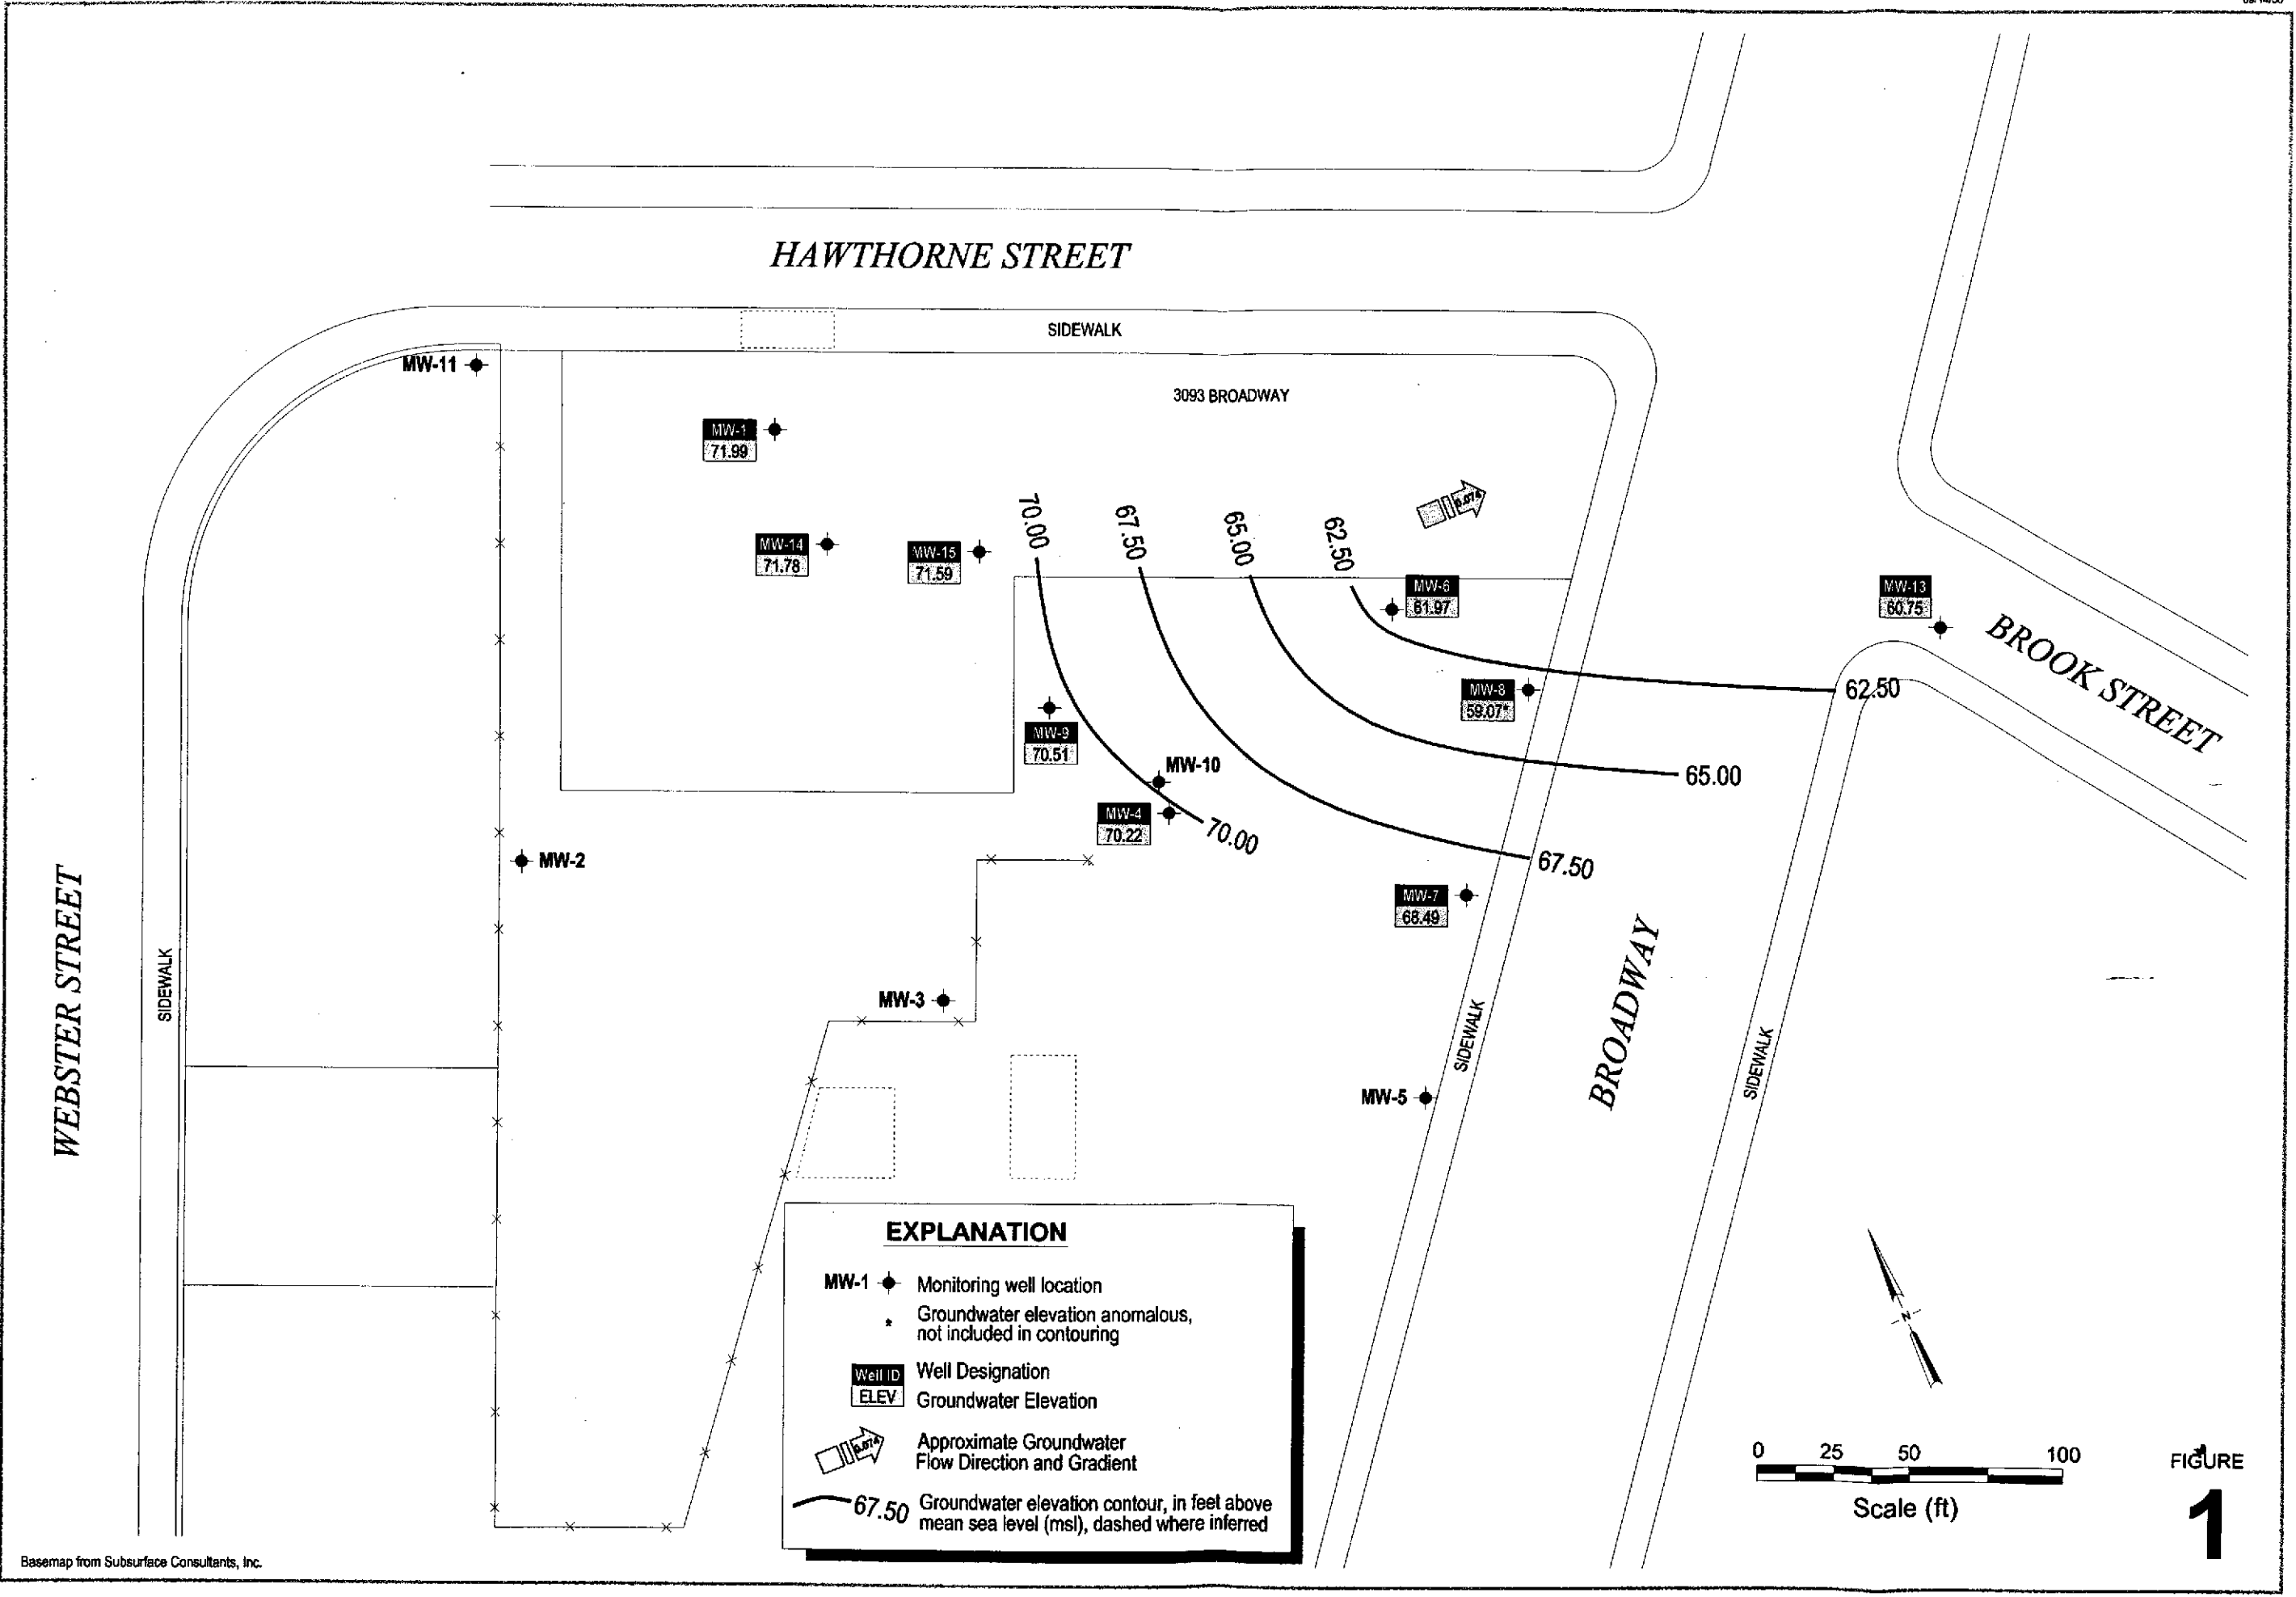 HAWTHORNE STREET
SIDEWALK
MW-11
3093 BROADWAY
MW-1
71.99
MW-14
71.78
MW-15
71.59
70.00
67.50
65.00
62.50
0.074
MW-6
61.97
MW-13
60.75
BROOK STREET
MW-8
59.07*
62.50
MW-9
70.51
MW-10
65.00
MW-4
70.22
70.00
MW-2
67.50
MW-7
68.49
WEBSTER STREET
SIDEWALK
MW-3
SIDEWALK
BROADWAY
SIDEWALK
MW-5
EXPLANATION
MW-1 Monitoring well location
* Groundwater elevation anomalous,
not included in contouring
Well ID Well Designation
ELEV Groundwater Elevation
0.074 Approximate Groundwater
Flow Direction and Gradient
67.50 Groundwater elevation contour, in feet above
mean sea level (msl), dashed where inferred
N
0 25 50 100
Scale (ft)
FIGURE
1
Basemap from Subsurface Consultants, Inc.